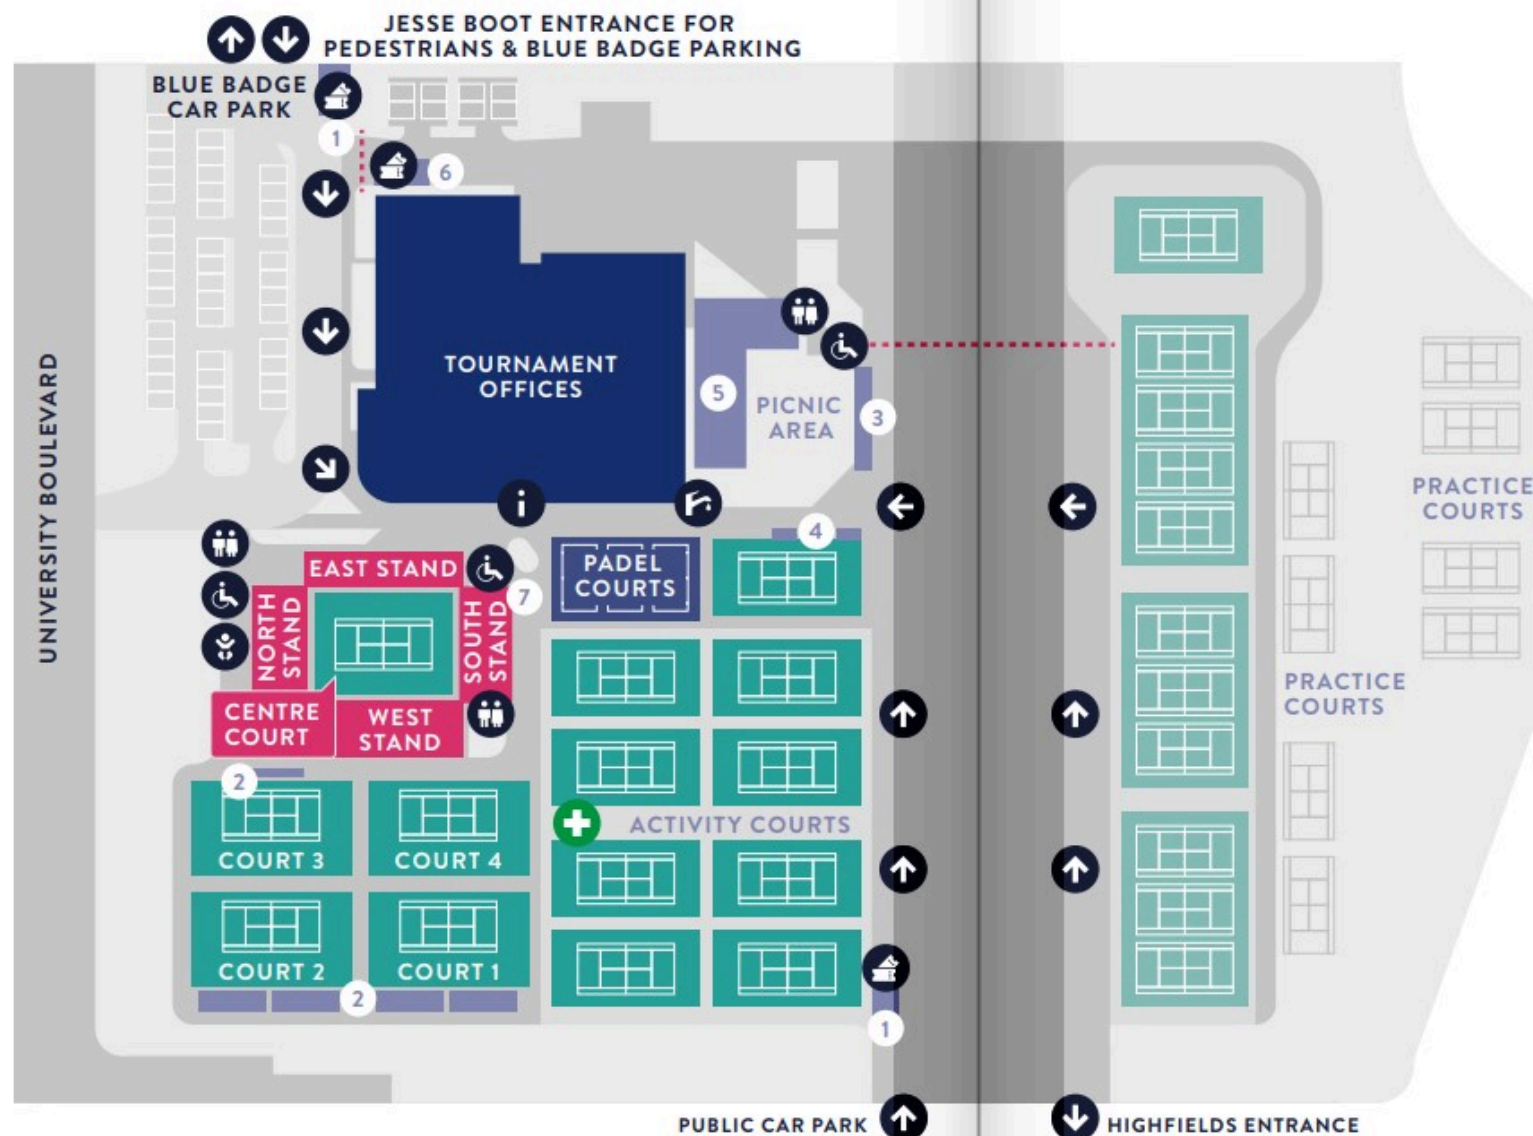 JESSE BOOT ENTRANCE FOR
PEDESTRIANS & BLUE BADGE PARKING
BLUE BADGE
CAR PARK
1
6
TOURNAMENT
OFFICES
5
PICNIC
AREA
3
UNIVERSITY BOULEVARD
i
4
PRACTICE
COURTS
EAST STAND
PADEL
COURTS
7
NORTH
STAND
SOUTH
STAND
CENTRE
COURT
WEST
STAND
PRACTICE
COURTS
2
ACTIVITY COURTS
COURT 3
COURT 4
COURT 2
COURT 1
2
1
PUBLIC CAR PARK
HIGHFIELDS ENTRANCE